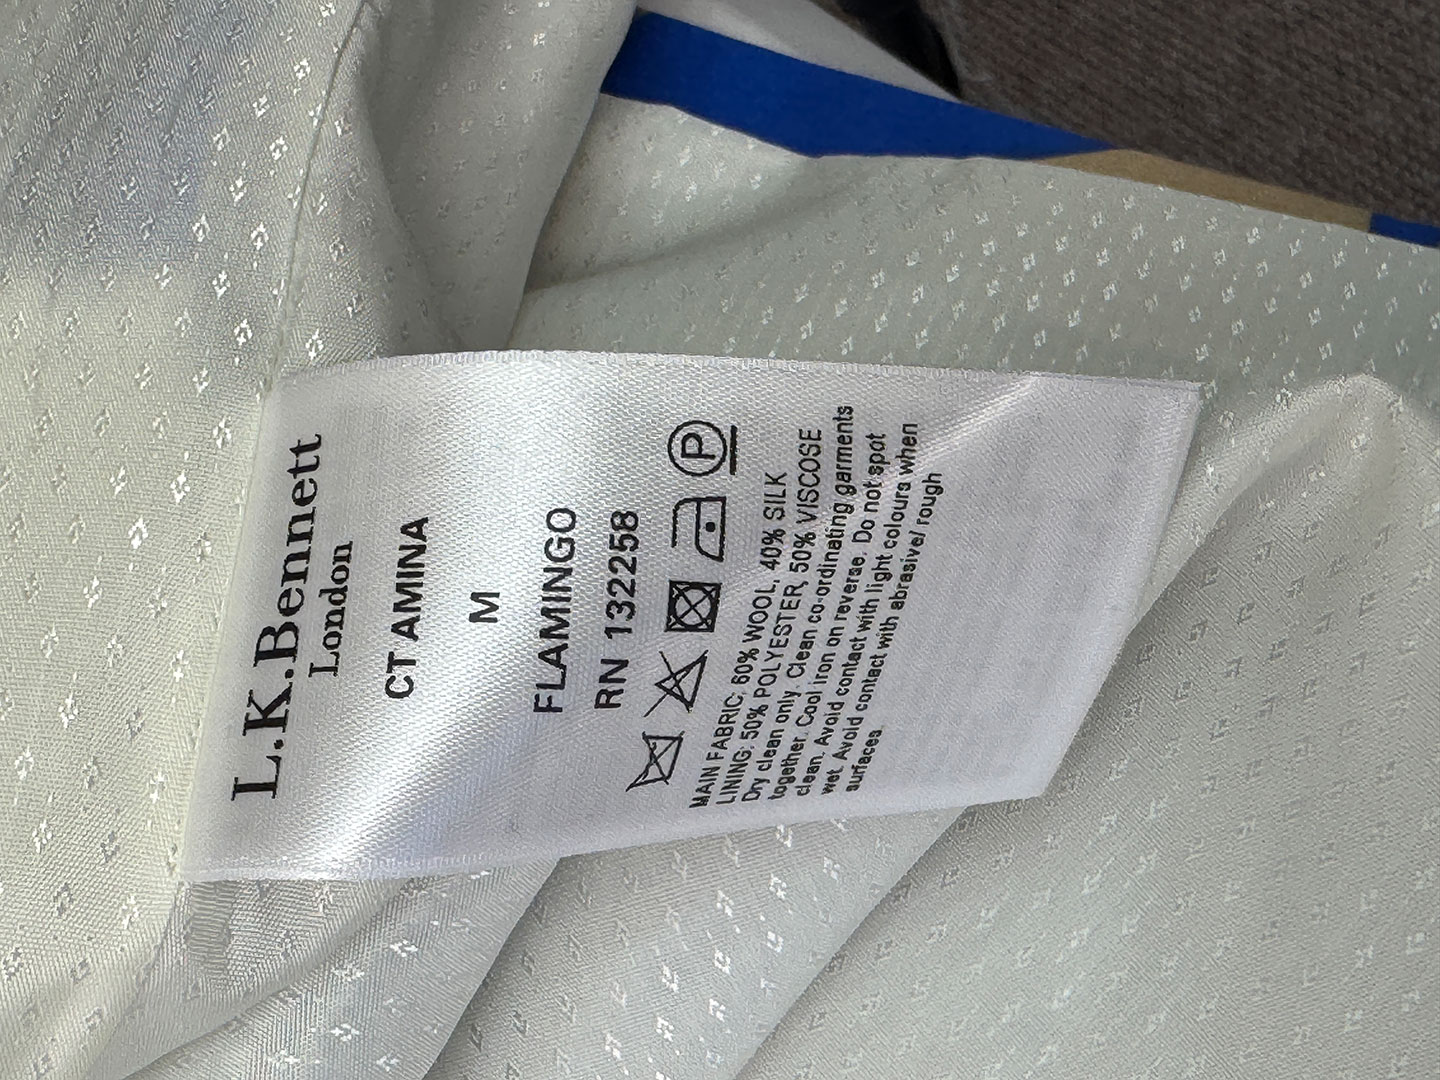 L.K.Bennett
London
CT AMINA
M
FLAMINGO
RN 132258
P
MAIN FABRIC; 60% WOOL, 40% SILK
LINING; 50% POLYESTER, 50% VISCOSE
Dry clean only. Clean co-ordinating garments
together. Cool iron on reverse. Do not spot
clean. Avoid contact with light colours when
wet. Avoid contact with abrasive/ rough
surfaces.